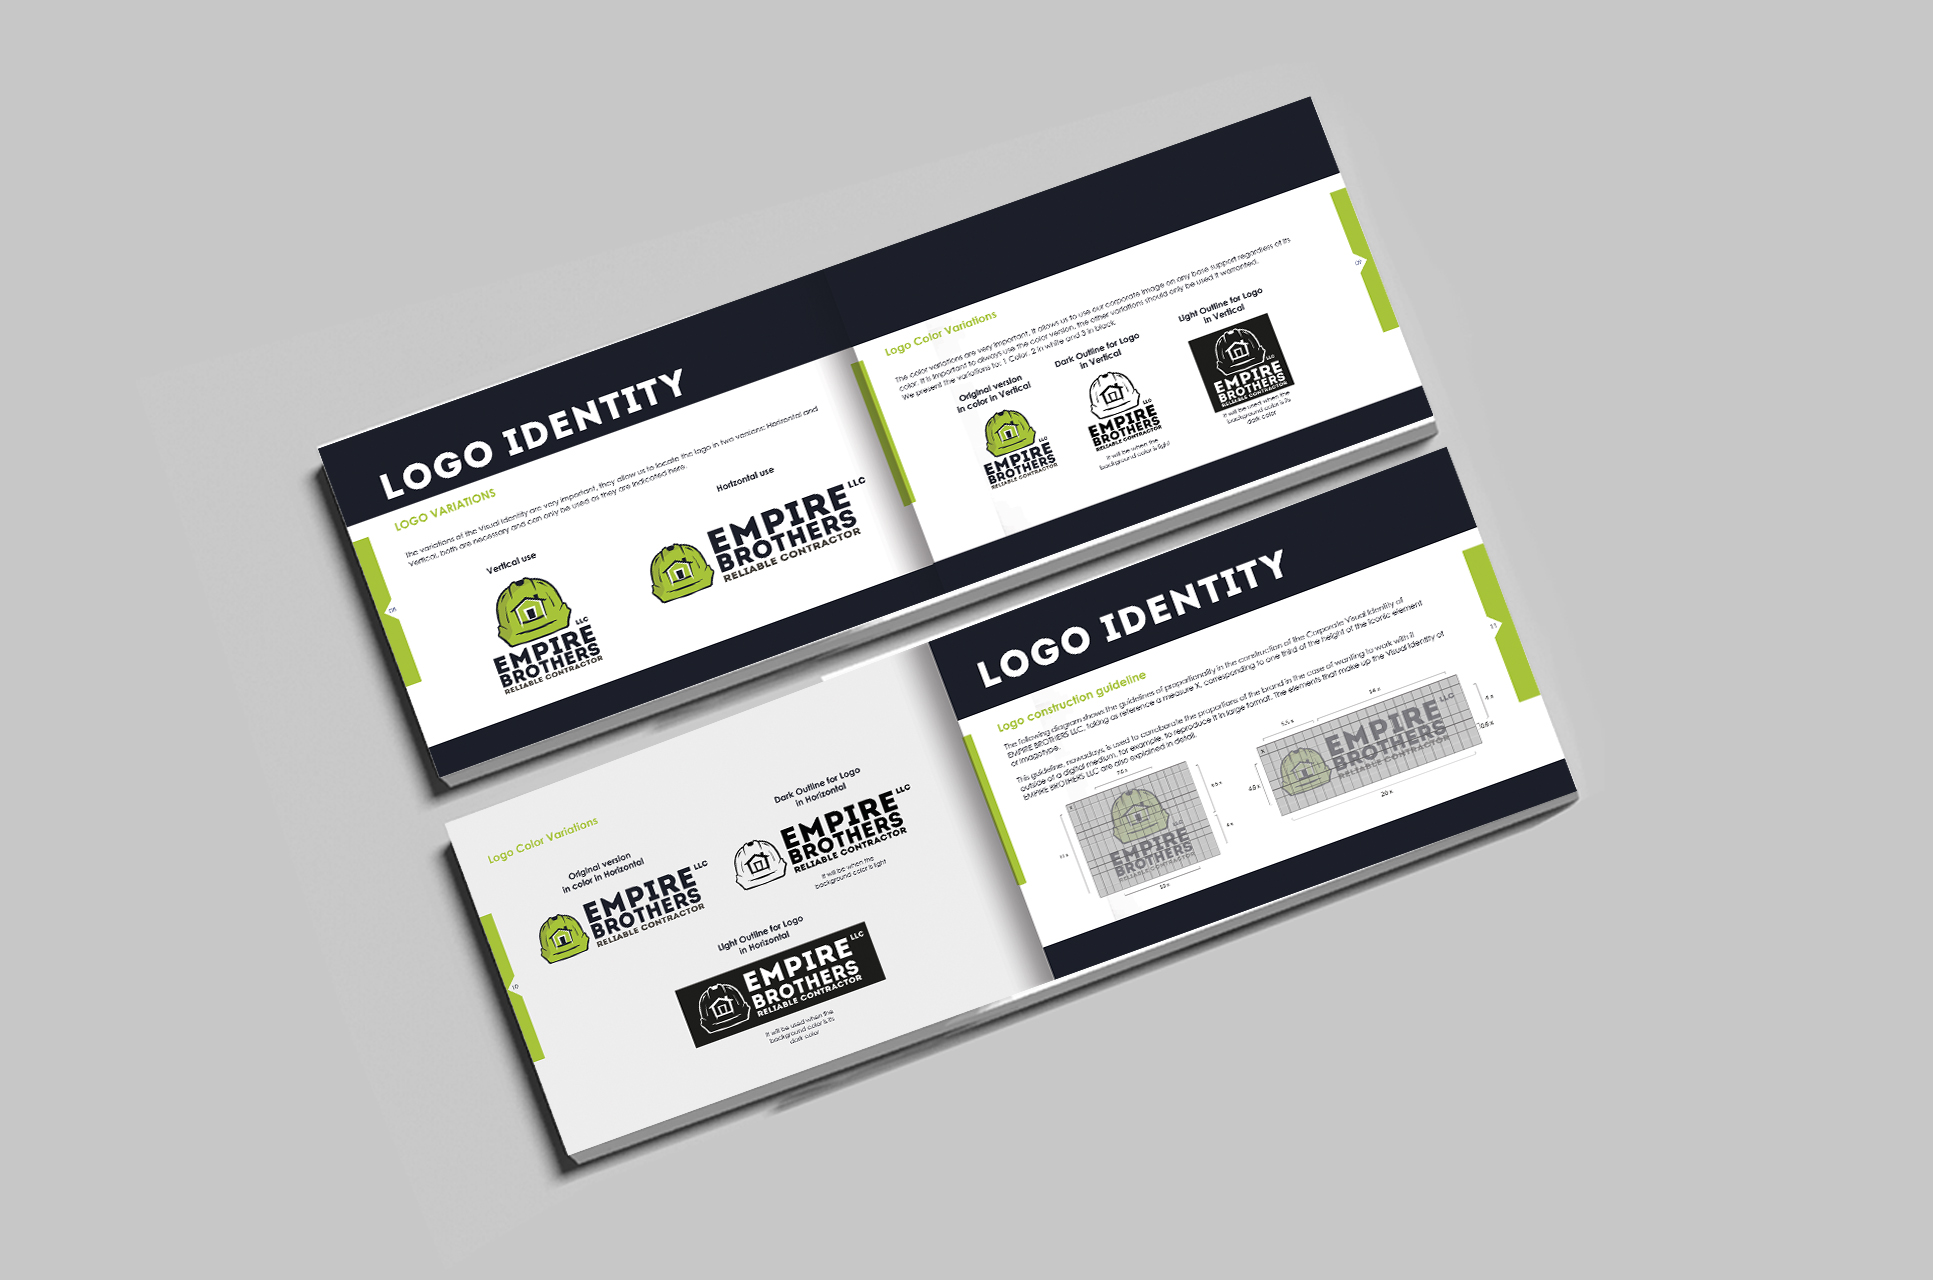 LOGO IDENTITY
LOGO VARIATIONS
The variations of the Visual Identity are very important, they allow us to locate the logo in two versions: Horizontal and
Vertical, both are necessary and can only be used as they are indicated here.
Vertical use
EMPIRE LLC
BROTHERS
RELIABLE CONTRACTOR
Horizontal use
EMPIRE LLC
BROTHERS
RELIABLE CONTRACTOR
Logo Color Variations
The color variations are very important, it allows us to use our corporate image on any base support regardless of its
color. It is important to always use the color version, the other variations should only be used if warranted.
We present the variations to: 1 Color, 2 in white and 3 in black.
Original version
in color in Vertical
EMPIRE LLC
BROTHERS
RELIABLE CONTRACTOR
Dark Outline for Logo
in Vertical
EMPIRE LLC
BROTHERS
RELIABLE CONTRACTOR
It will be when the
background color is light
Light Outline for Logo
in Vertical
EMPIRE LLC
BROTHERS
RELIABLE CONTRACTOR
It will be used when the
background color is its
dark color
09
Logo Color Variations
Original version
in color in Horizontal
EMPIRE LLC
BROTHERS
RELIABLE CONTRACTOR
Dark Outline for Logo
in Horizontal
EMPIRE LLC
BROTHERS
RELIABLE CONTRACTOR
It will be when the
background color is light
Light Outline for Logo
in Horizontal
EMPIRE LLC
BROTHERS
RELIABLE CONTRACTOR
It will be used when the
background color is its
dark color
10
LOGO IDENTITY
Logo construction guideline
The following diagram shows the guidelines of proportionality in the construction of the Corporate Visual Identity of
EMPIRE BROTHERS LLC, taking as reference a measure X, corresponding to one third of the height of the iconic element
or imagotype.
This guideline, nowadays, is used to corroborate the proportions of the brand in the case of wanting to work with it
outside of a digital medium, for example, to reproduce it in large format. The elements that make up the Visual Identity of
EMPIRE BROTHERS LLC are also explained in detail.
EMPIRE LLC
BROTHERS
RELIABLE CONTRACTOR
10 x
4 x
5.5 x
14 x
4 x
20 x
EMPIRE LLC
BROTHERS
RELIABLE CONTRACTOR
11